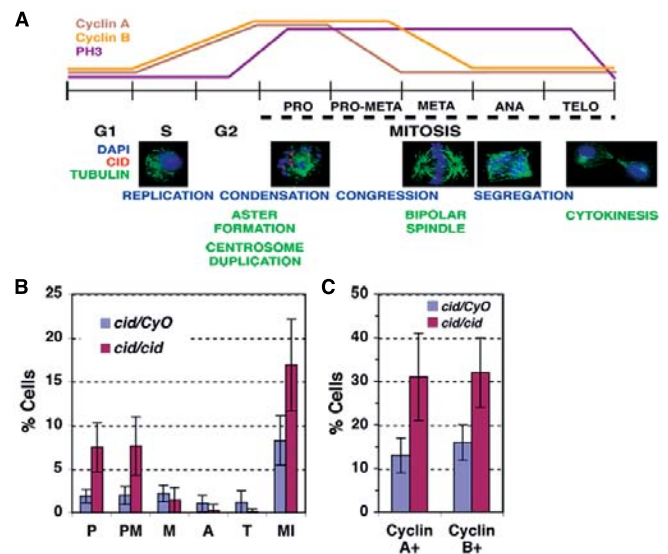 A
Cyclin A
Cyclin B
PH3
PRO PRO-META META ANA TELO
G1 S G2 MITOSIS
DAPI
CID
TUBULIN
REPLICATION CONDENSATION CONGRESSION SEGREGATION
ASTER FORMATION
BIPOLAR SPINDLE
CYTOKINESIS
CENTROSOME DUPLICATION
B
25
20
15
10
5
0
% Cells
cid/CyO
cid/cid
P PM M A T MI
C
50
40
30
20
10
0
% Cells
cid/CyO
cid/cid
Cyclin A+
Cyclin B+